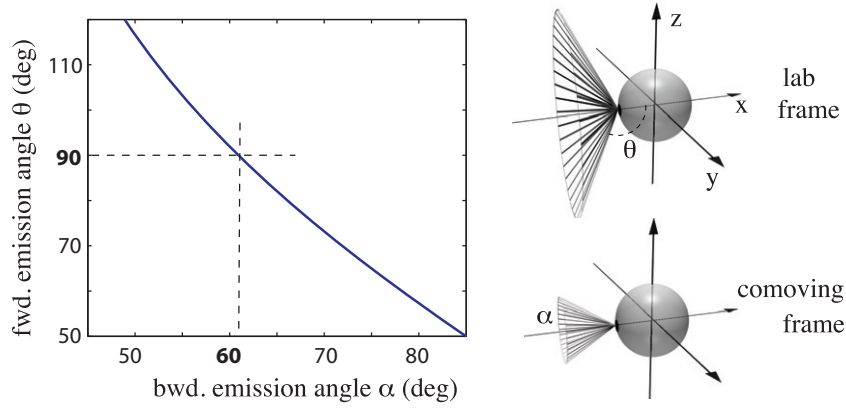 fwd. emission angle θ (deg)
110
90
70
50
50
60
70
80
bwd. emission angle α (deg)
z
x
y
θ
lab
frame
α
comoving
frame